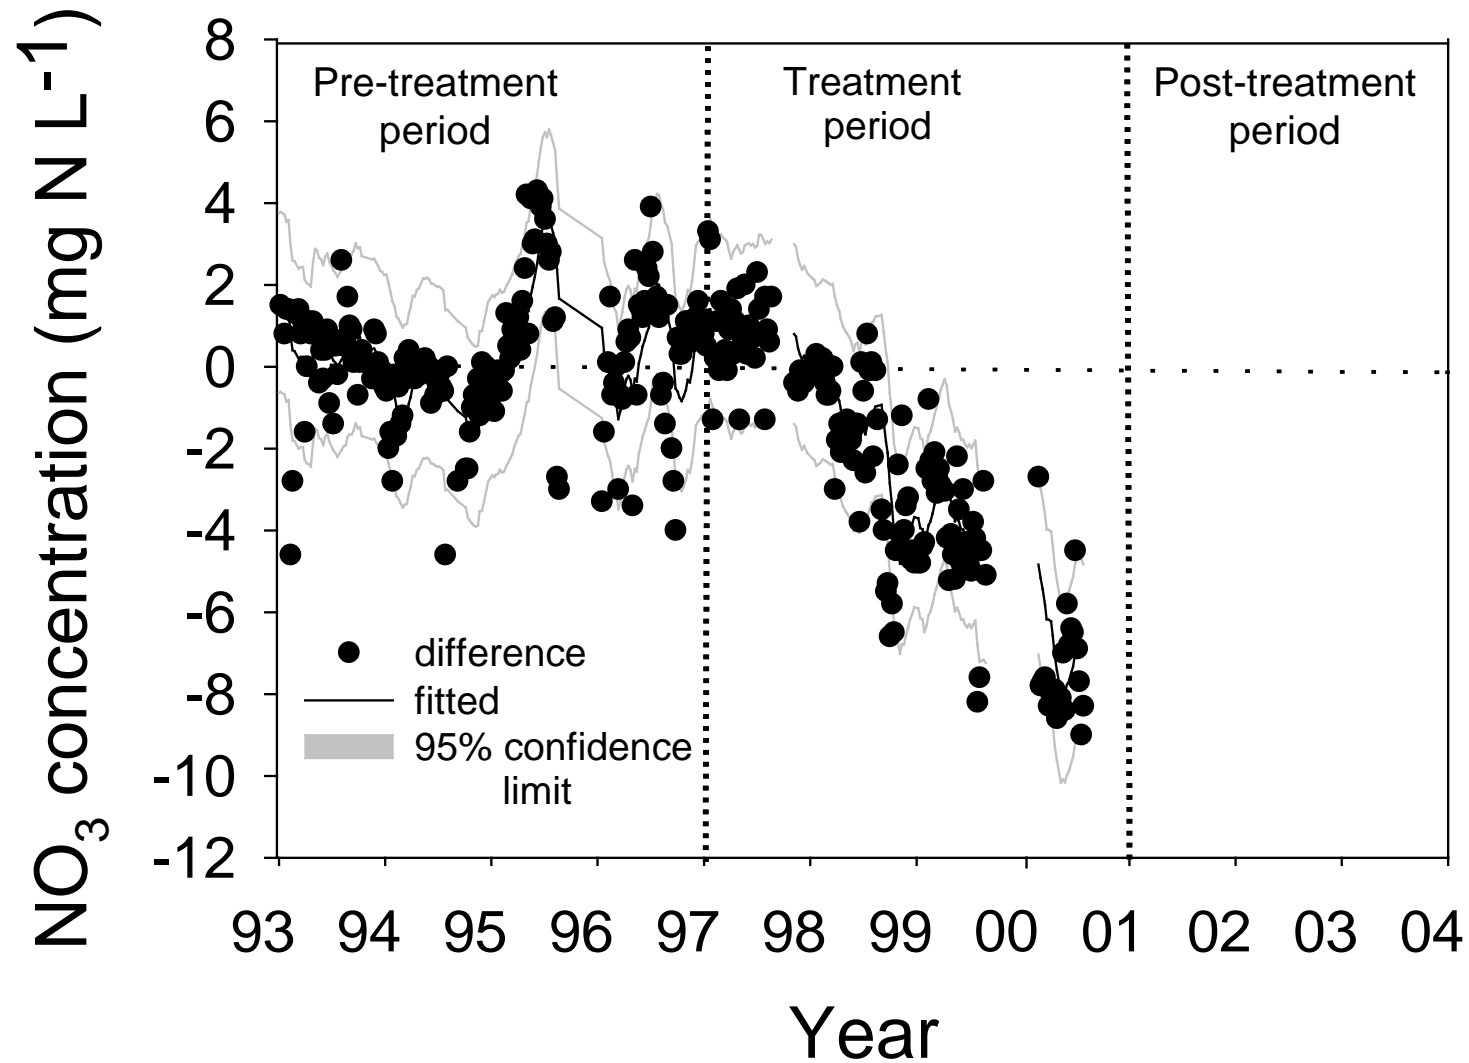 NO3 concentration (mg N L-1)
8
6
4
2
0
-2
-4
-6
-8
-10
-12
Pre-treatment
period
Treatment
period
Post-treatment
period
difference
fitted
95% confidence
limit
93 94 95 96 97 98 99 00 01 02 03 04
Year